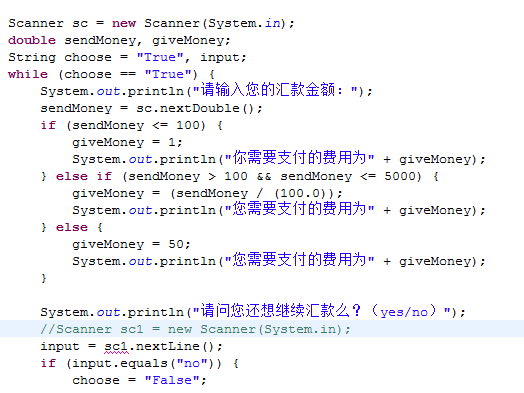 Scanner sc = new Scanner(System.in);
double sendMoney, giveMoney;
String choose = "True", input;
while (choose == "True") {
    System.out.println("请输入您的汇款金额：");
    sendMoney = sc.nextDouble();
    if (sendMoney <= 100) {
        giveMoney = 1;
        System.out.println("你需要支付的费用为" + giveMoney);
    } else if (sendMoney > 100 && sendMoney <= 5000) {
        giveMoney = (sendMoney / (100.0));
        System.out.println("您需要支付的费用为" + giveMoney);
    } else {
        giveMoney = 50;
        System.out.println("您需要支付的费用为" + giveMoney);
    }

    System.out.println("请问您还想继续汇款么？（yes/no）");
    //Scanner sc1 = new Scanner(System.in);
    input = sc1.nextLine();
    if (input.equals("no")) {
        choose = "False";